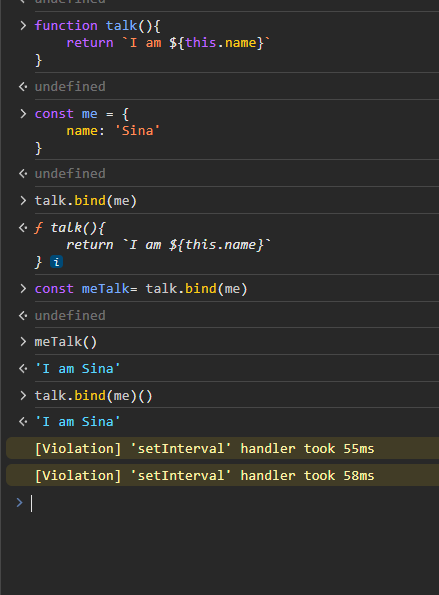 undefined
function talk(){
    return `I am ${this.name}`
}
undefined
const me = {
    name: 'Sina'
}
undefined
talk.bind(me)
ƒ talk(){
    return `I am ${this.name}`
} i
const meTalk= talk.bind(me)
undefined
meTalk()
'I am Sina'
talk.bind(me)()
'I am Sina'
[Violation] 'setInterval' handler took 55ms
[Violation] 'setInterval' handler took 58ms